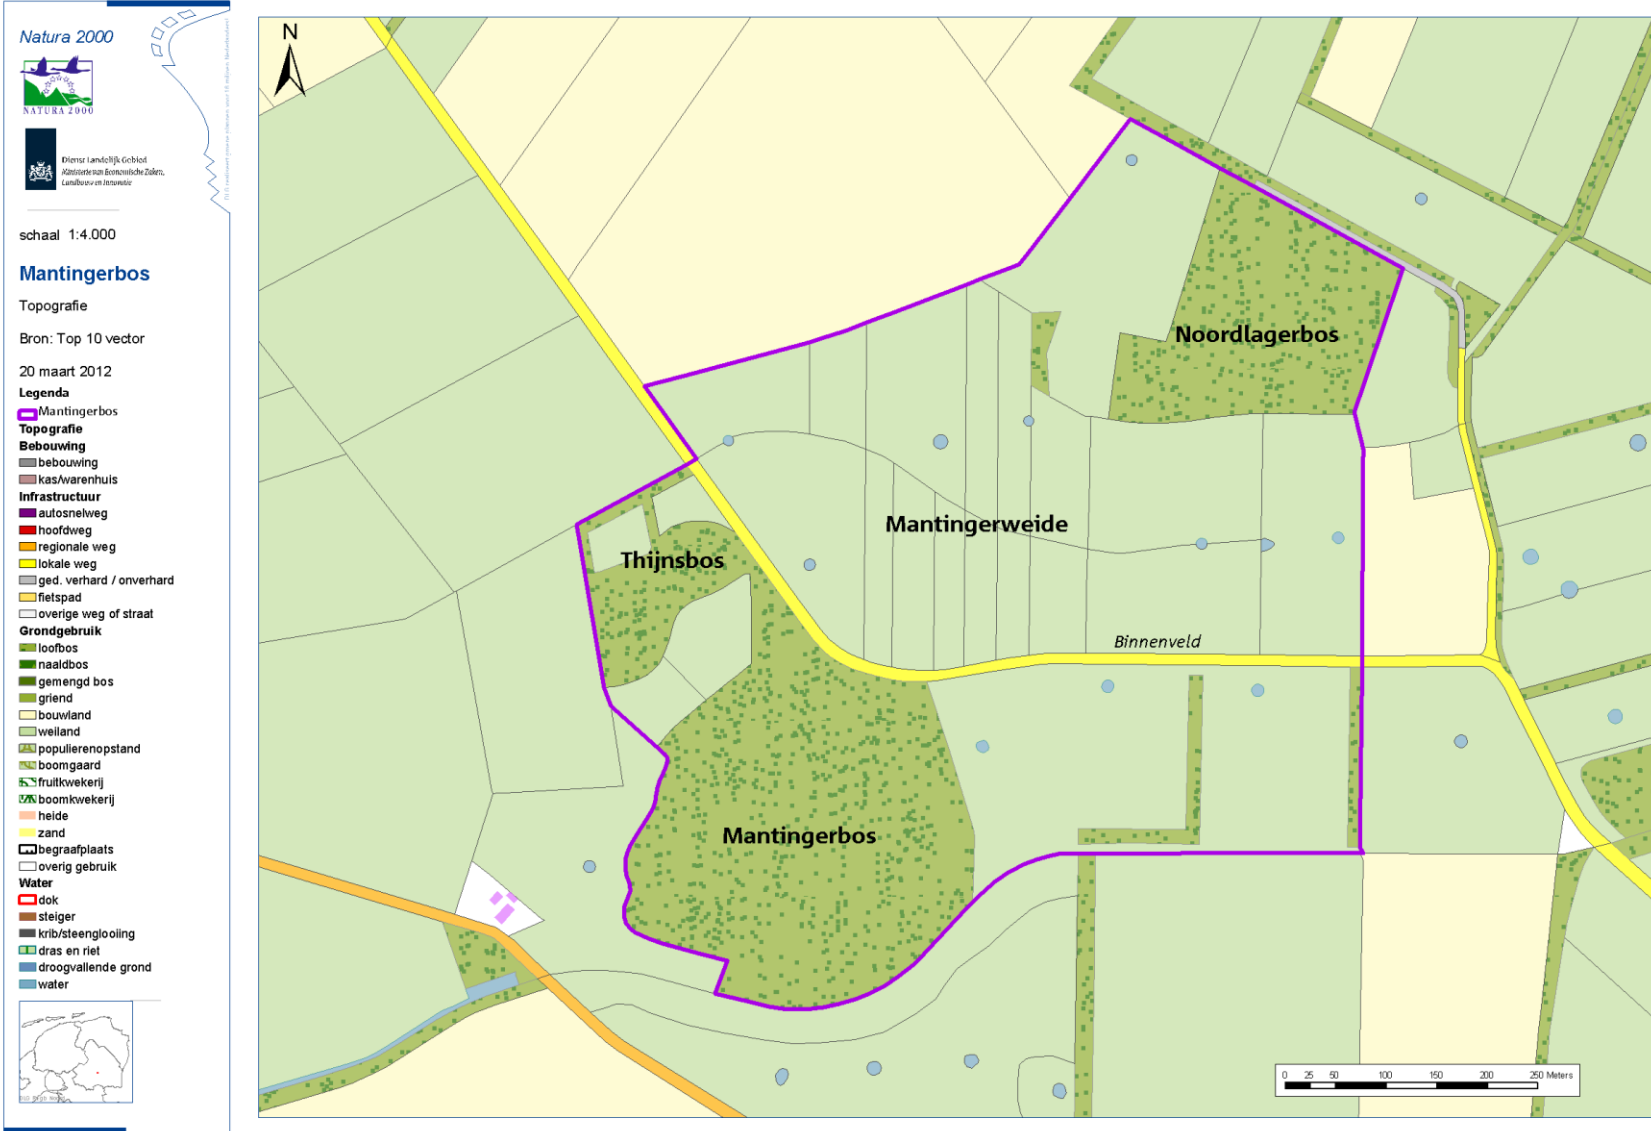 Natura 2000
NATURA 2000
Dienst Landelijk Gebied
Ministerie van Economische Zaken,
Landbouw en Innovatie
schaal 1:4.000
Mantingerbos
Topografie
Bron: Top 10 vector
20 maart 2012
Legenda
Mantingerbos
Topografie
Bebouwing
bebouwing
kas/warenhuis
Infrastructuur
autosnelweg
hoofdweg
regionale weg
lokale weg
ged. verhard / onverhard
fietspad
overige weg of straat
Grondgebruik
loofbos
naaldbos
gemengd bos
griend
bouwland
weiland
populierenopstand
boomgaard
fruitkwekerij
boomkwekerij
heide
zand
begraafplaats
overig gebruik
Water
dok
steiger
krib/steenglooiing
dras en riet
droogvallende grond
water
N
Noordlagerbos
Mantingerweide
Thijnsbos
Binnenveld
Mantingerbos
0 25 50 100 150 200 250 Meters